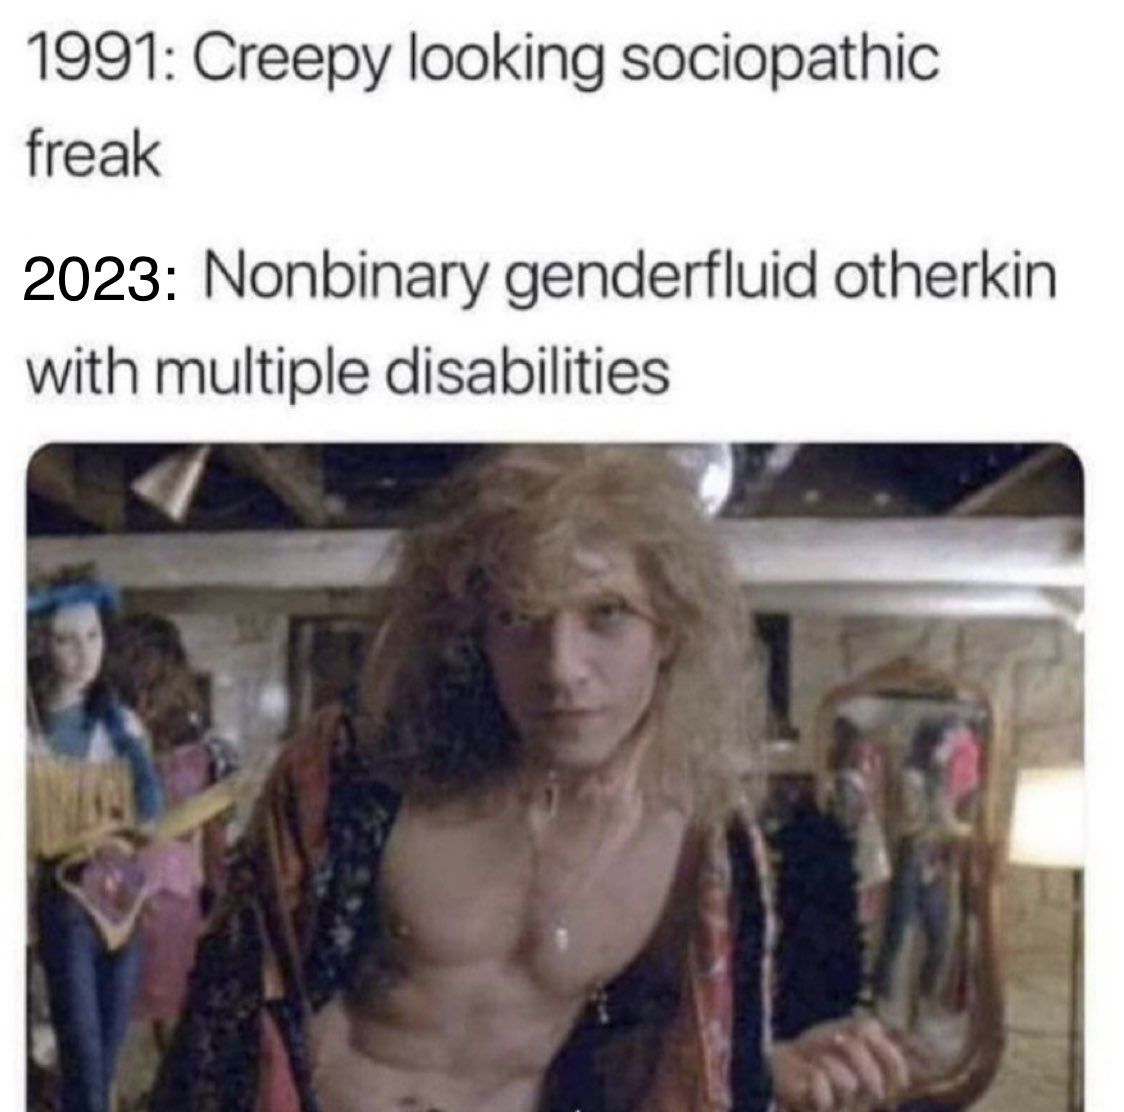 1991: Creepy looking sociopathic
freak
2023: Nonbinary genderfluid otherkin
with multiple disabilities